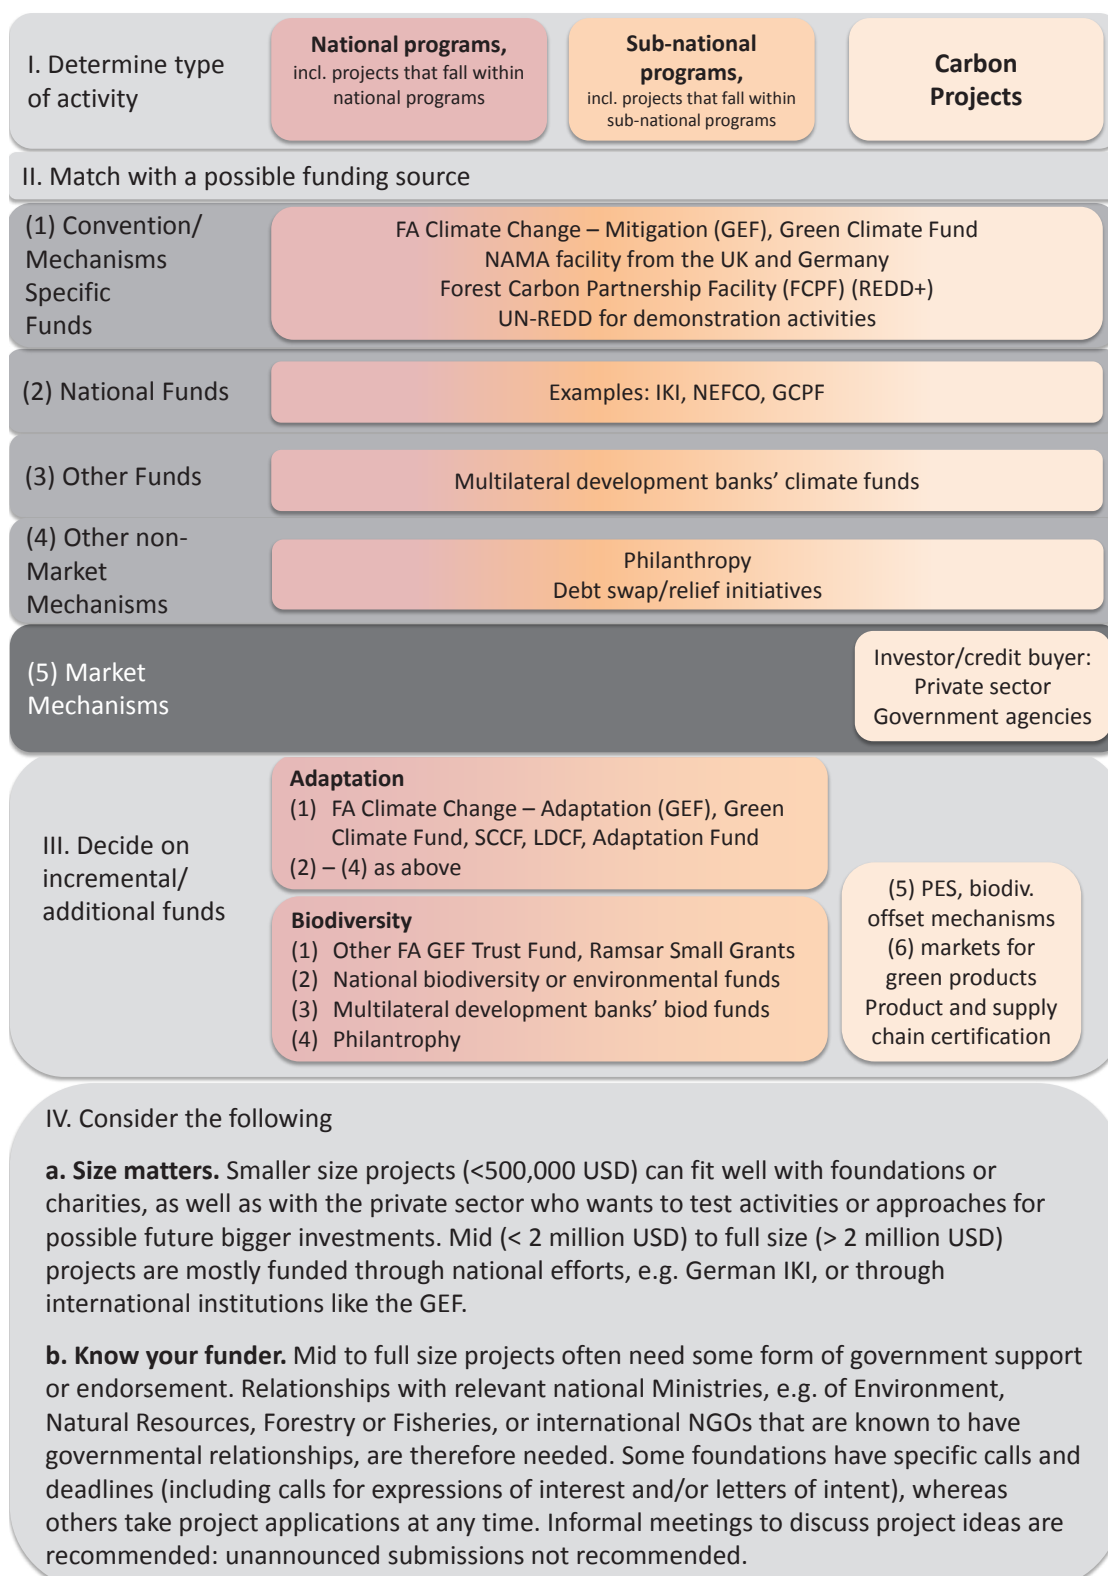 I. Determine type
of activity
National programs,
incl. projects that fall within
national programs
Sub-national
programs,
incl. projects that fall within
sub-national programs
Carbon
Projects
II. Match with a possible funding source
(1) Convention/
Mechanisms
Specific
Funds
FA Climate Change – Mitigation (GEF), Green Climate Fund
NAMA facility from the UK and Germany
Forest Carbon Partnership Facility (FCPF) (REDD+)
UN-REDD for demonstration activities
(2) National Funds
Examples: IKI, NEFCO, GCPF
(3) Other Funds
Multilateral development banks’ climate funds
(4) Other non-
Market
Mechanisms
Philanthropy
Debt swap/relief initiatives
(5) Market
Mechanisms
Investor/credit buyer:
Private sector
Government agencies
III. Decide on
incremental/
additional funds
Adaptation
(1) FA Climate Change – Adaptation (GEF), Green
Climate Fund, SCCF, LDCF, Adaptation Fund
(2) – (4) as above
Biodiversity
(1) Other FA GEF Trust Fund, Ramsar Small Grants
(2) National biodiversity or environmental funds
(3) Multilateral development banks’ biod funds
(4) Philantrophy
(5) PES, biodiv.
offset mechanisms
(6) markets for
green products
Product and supply
chain certification
IV. Consider the following
a. Size matters. Smaller size projects (<500,000 USD) can fit well with foundations or
charities, as well as with the private sector who wants to test activities or approaches for
possible future bigger investments. Mid (< 2 million USD) to full size (> 2 million USD)
projects are mostly funded through national efforts, e.g. German IKI, or through
international institutions like the GEF.
b. Know your funder. Mid to full size projects often need some form of government support
or endorsement. Relationships with relevant national Ministries, e.g. of Environment,
Natural Resources, Forestry or Fisheries, or international NGOs that are known to have
governmental relationships, are therefore needed. Some foundations have specific calls and
deadlines (including calls for expressions of interest and/or letters of intent), whereas
others take project applications at any time. Informal meetings to discuss project ideas are
recommended: unannounced submissions not recommended.